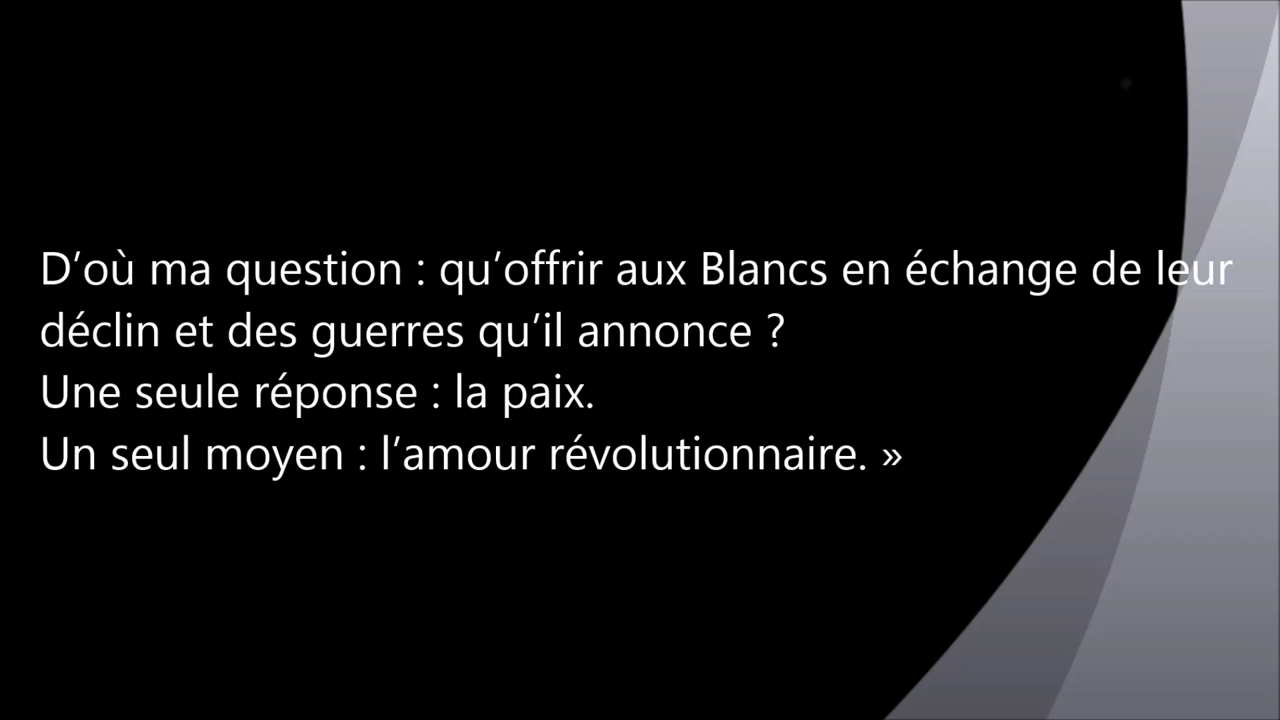 D’où ma question : qu’offrir aux Blancs en échange de leur
déclin et des guerres qu’il annonce ?
Une seule réponse : la paix.
Un seul moyen : l’amour révolutionnaire. »